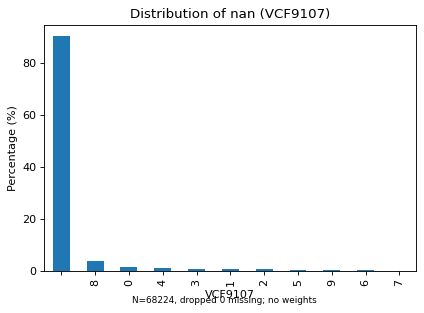 Distribution of nan (VCF9107)
Percentage (%)
80
60
40
20
0
8 0 4 3 1 2 5 9 6 7
VCF9107
N=68224, dropped 0 missing; no weights